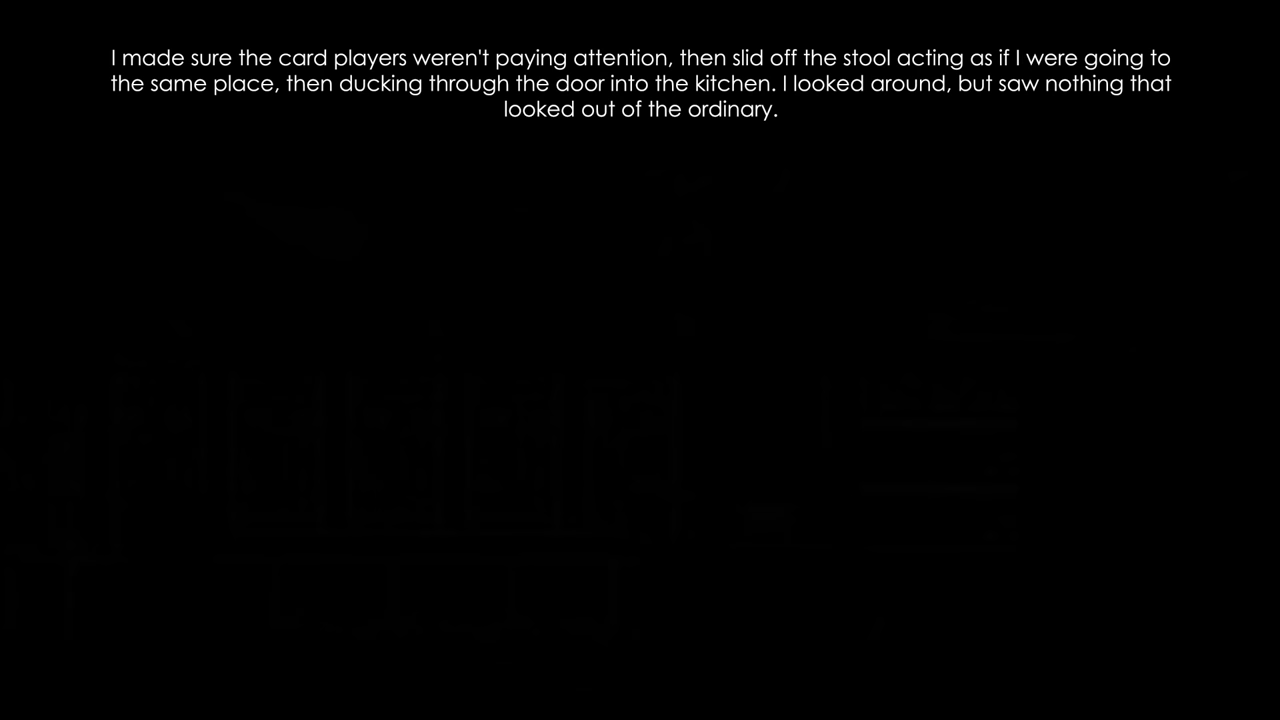 I made sure the card players weren't paying attention, then slid off the stool acting as if I were going to
the same place, then ducking through the door into the kitchen. I looked around, but saw nothing that
looked out of the ordinary.